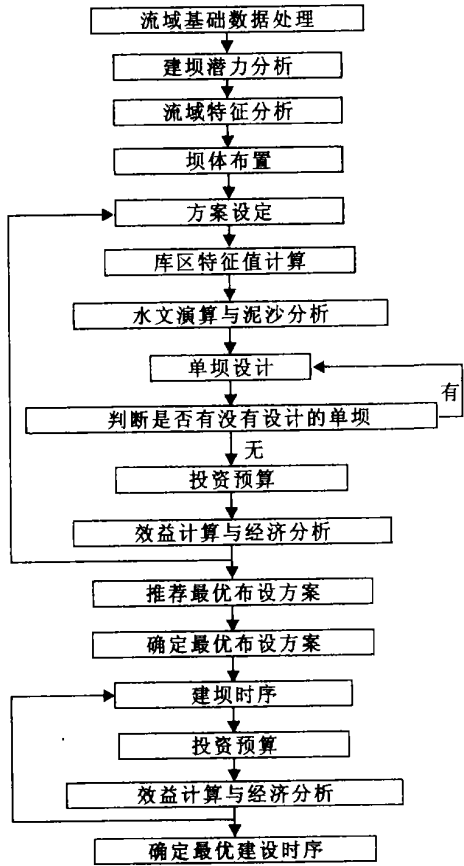 流域基础数据处理
建坝潜力分析
流域特征分析
坝体布置
方案设定
库区特征值计算
水文演算与泥沙分析
单坝设计
有
判断是否有没有设计的单坝
无
投资预算
效益计算与经济分析
推荐最优布设方案
确定最优布设方案
建坝时序
投资预算
效益计算与经济分析
确定最优建设时序